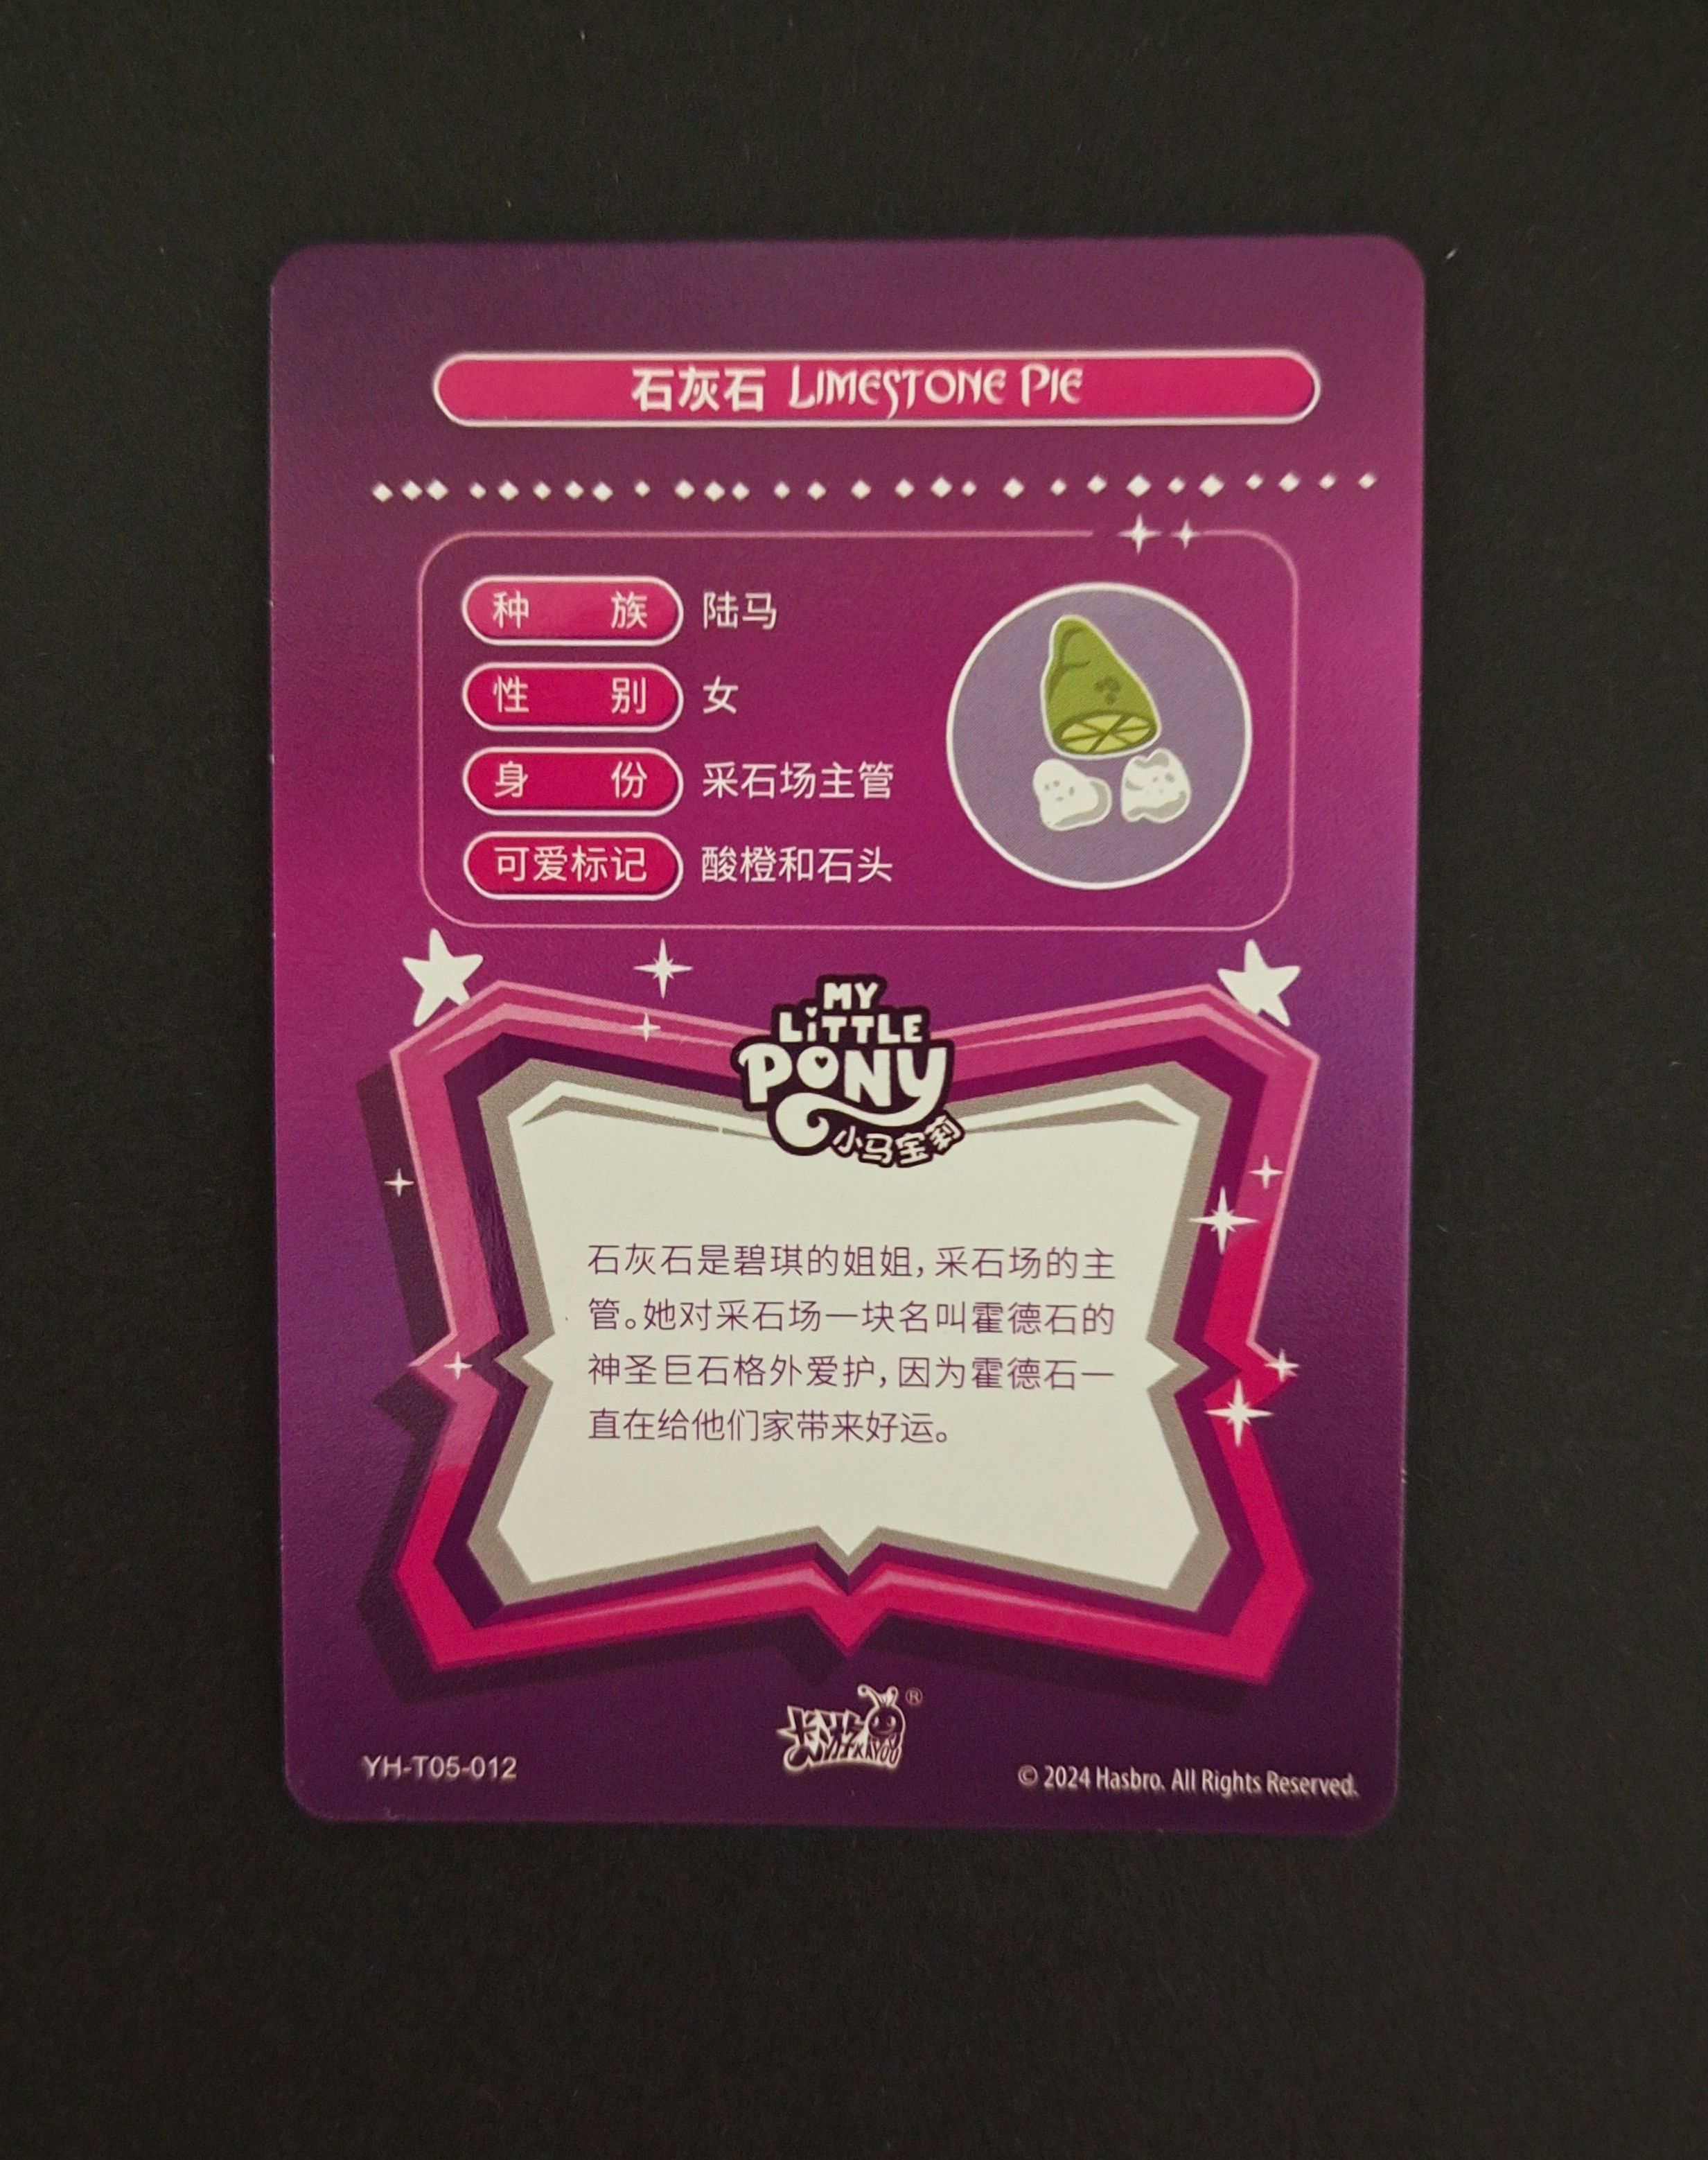 石灰石 LIMESTONE PIE
种族 陆马
性别 女
身份 采石场主管
可爱标记 酸橙和石头
MY
LITTLE
PONY
小马宝莉
石灰石是碧琪的姐姐，采石场的主
管。她对采石场一块名叫霍德石的
神圣巨石格外爱护，因为霍德石一
直在给他们家带来好运。
卡游 KAYOU ®
YH-T05-012
© 2024 Hasbro. All Rights Reserved.